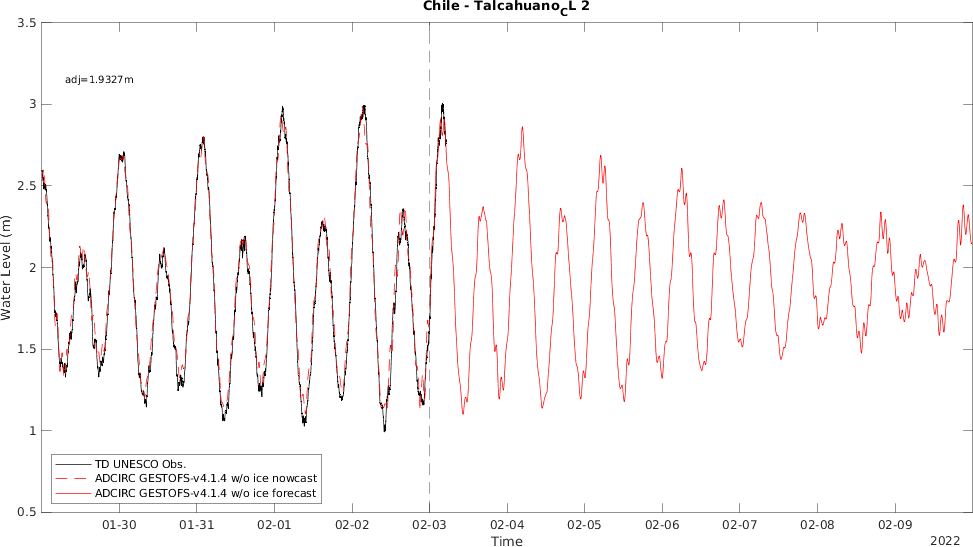 Chile - Talcahuano_CL 2
3.5
3
2.5
2
1.5
1
0.5
Water Level (m)
adj=1.9327m
TD UNESCO Obs.
ADCIRC GESTOFS-v4.1.4 w/o ice nowcast
ADCIRC GESTOFS-v4.1.4 w/o ice forecast
01-30 01-31 02-01 02-02 02-03 02-04 02-05 02-06 02-07 02-08 02-09
Time
2022